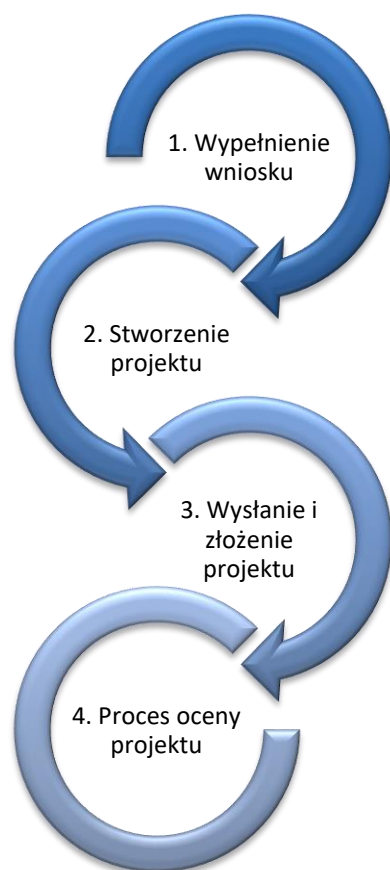 1. Wypełnienie
wniosku
2. Stworzenie
projektu
3. Wysłanie i
złożenie
projektu
4. Proces oceny
projektu